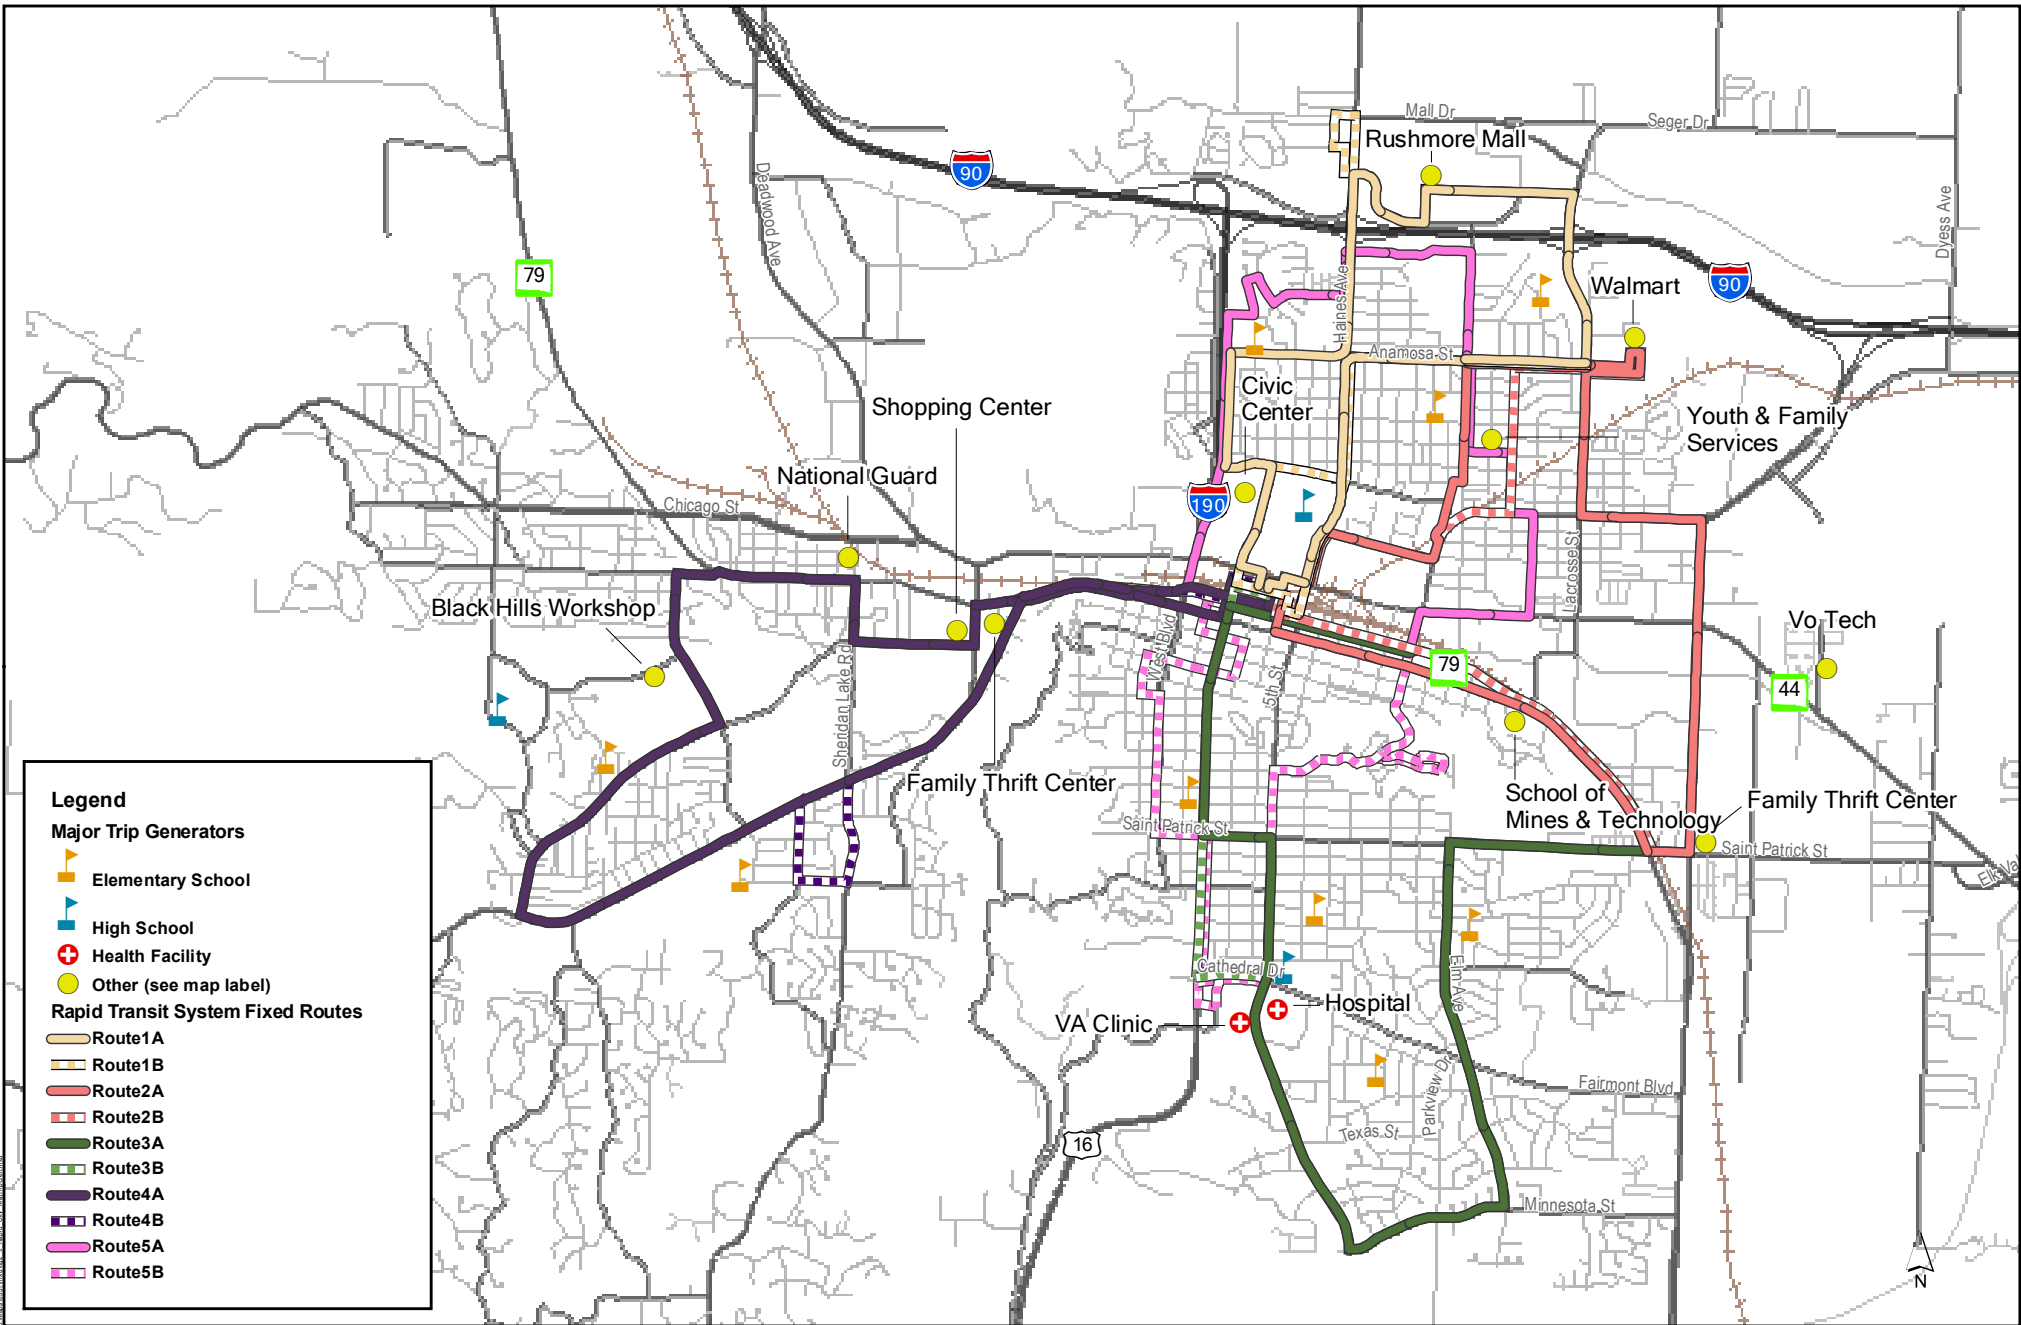 Mall Dr
Seger Dr
Rushmore Mall
90
Deadwood Ave
Dyess Ave
79
Haines Ave
Walmart
90
Anamosa St
Civic
Center
Shopping Center
Youth & Family
Services
National Guard
Chicago St
190
Lacrosse St
Black Hills Workshop
West Blvd
Vo Tech
79
44
5th St
Sheridan Lake Rd
Family Thrift Center
School of
Mines & Technology
Family Thrift Center
Saint Patrick St
Saint Patrick St
Cathedral Dr
Elm Ave
Hospital
VA Clinic
Parkview Dr
Fairmont Blvd
Texas St
16
Minnesota St
N
Legend
Major Trip Generators
Elementary School
High School
Health Facility
Other (see map label)
Rapid Transit System Fixed Routes
Route1A
Route1B
Route2A
Route2B
Route3A
Route3B
Route4A
Route4B
Route5A
Route5B